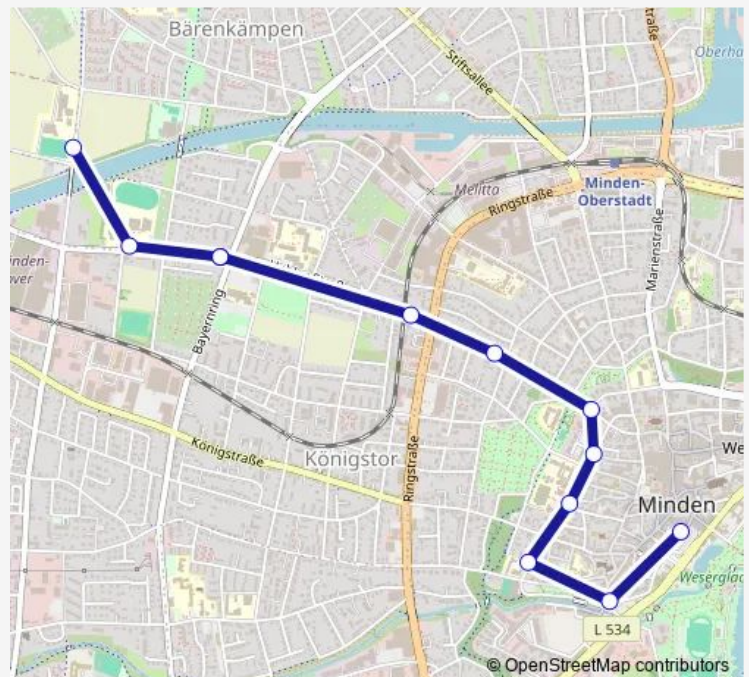 Bärenkämpen
Stiftsallee
straße
Melitta
Ringstraße
Minden-
Oberstadt
Marienstraße
Bayernring
Königstraße
Königstor
Ringstraße
Minden
L 534
© OpenStreetMap contributors